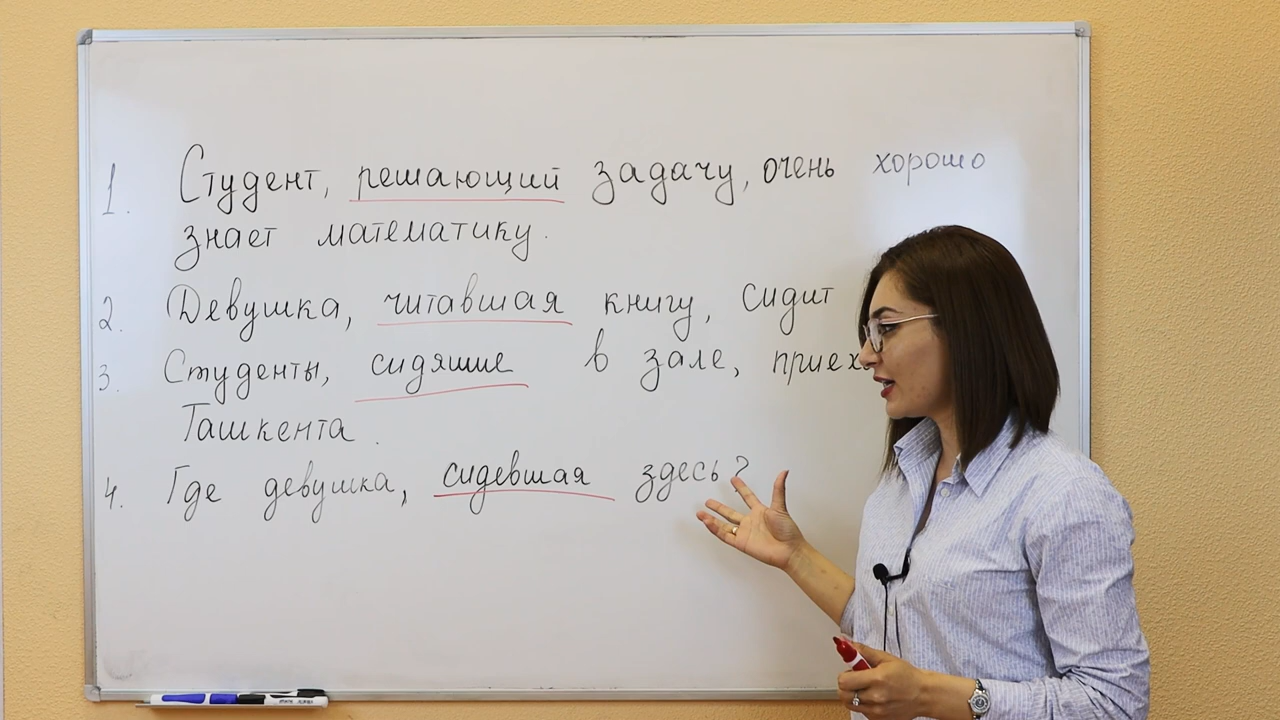 1. Студент, решающий задачу, очень хорошо
знает математику.
2. Девушка, читавшая книгу, сидит
3. Студенты, сидящие в зале, приех
Ташкента.
4. Где девушка, сидевшая здесь?